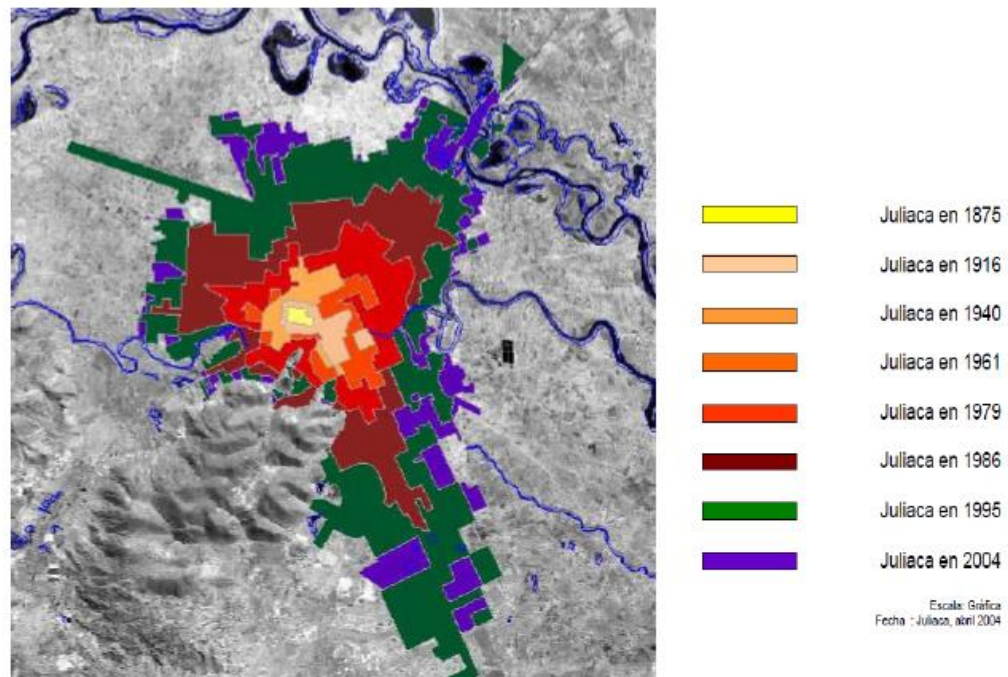 Juliaca en 1875
Juliaca en 1916
Juliaca en 1940
Juliaca en 1961
Juliaca en 1979
Juliaca en 1986
Juliaca en 1995
Juliaca en 2004
Escala: Gráfica
Fecha : Juliaca, abril 2004